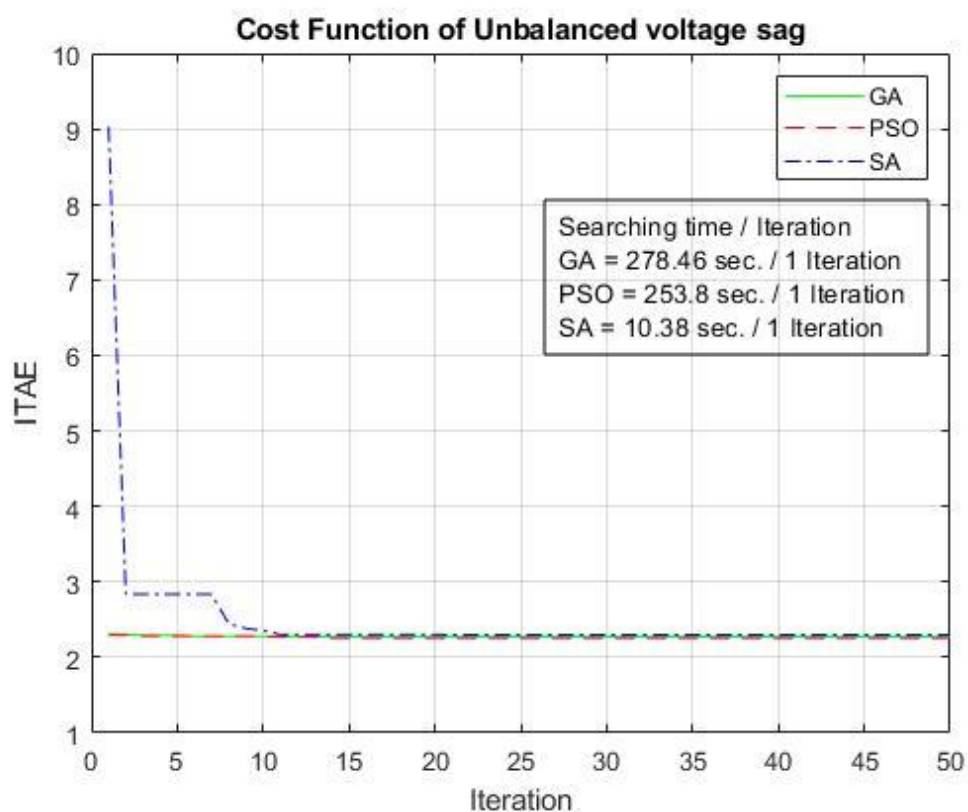 Cost Function of Unbalanced voltage sag
10
9
8
7
6
5
4
3
2
1
ITAE
GA
PSO
SA
Searching time / Iteration
GA = 278.46 sec. / 1 Iteration
PSO = 253.8 sec. / 1 Iteration
SA = 10.38 sec. / 1 Iteration
0 5 10 15 20 25 30 35 40 45 50
Iteration